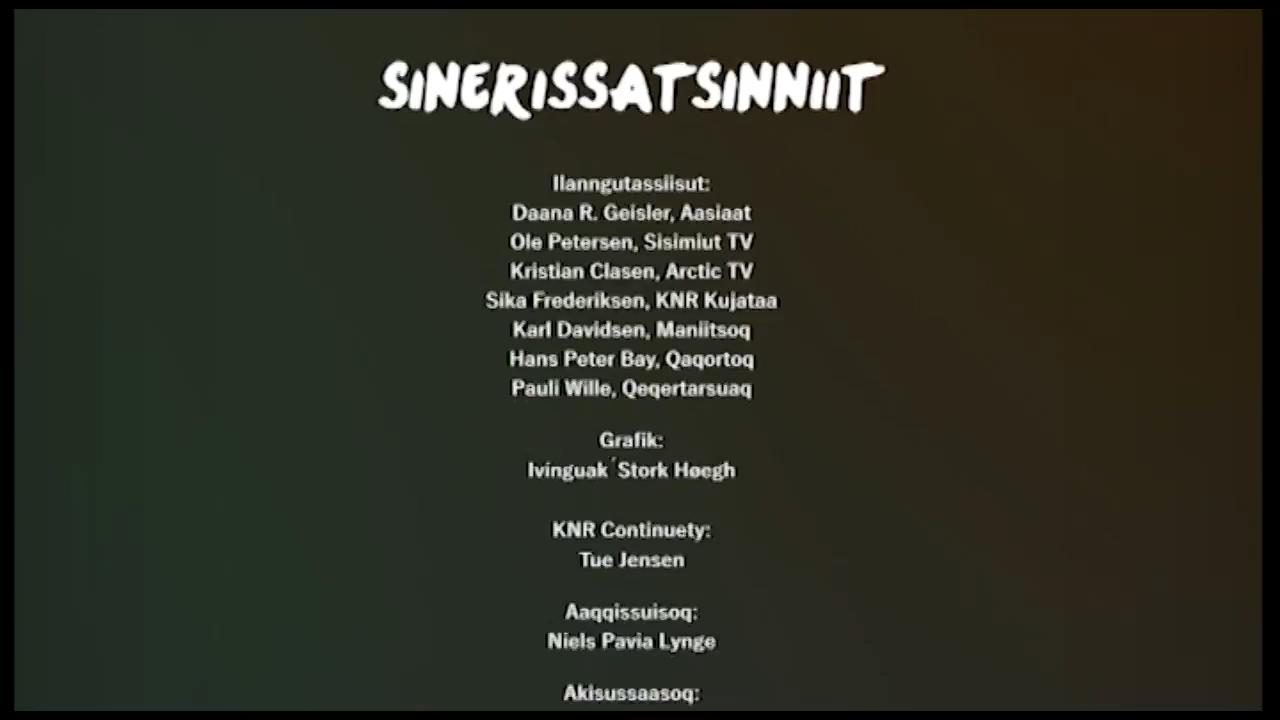 SINERISSATSINNIIT
Ilanngutassiisut:
Daana R. Geisler, Aasiaat
Ole Petersen, Sisimiut TV
Kristian Clasen, Arctic TV
Sika Frederiksen, KNR Kujataa
Karl Davidsen, Maniitsoq
Hans Peter Bay, Qaqortoq
Pauli Wille, Qeqertarsuaq
Grafik:
Ivinguak´Stork Høegh
KNR Continuety:
Tue Jensen
Aaqqissuisoq:
Niels Pavia Lynge
Akisussaasoq: